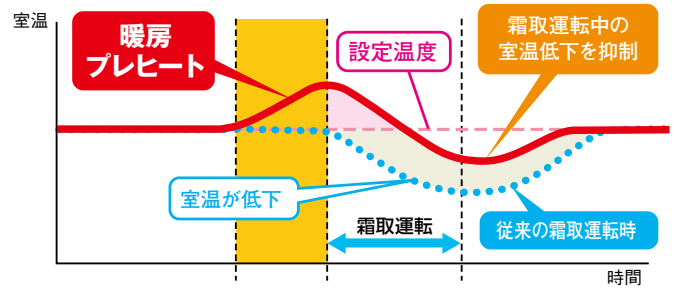 室温
暖房
プレヒート
設定温度
霜取運転中の
室温低下を抑制
室温が低下
霜取運転
従来の霜取運転時
時間